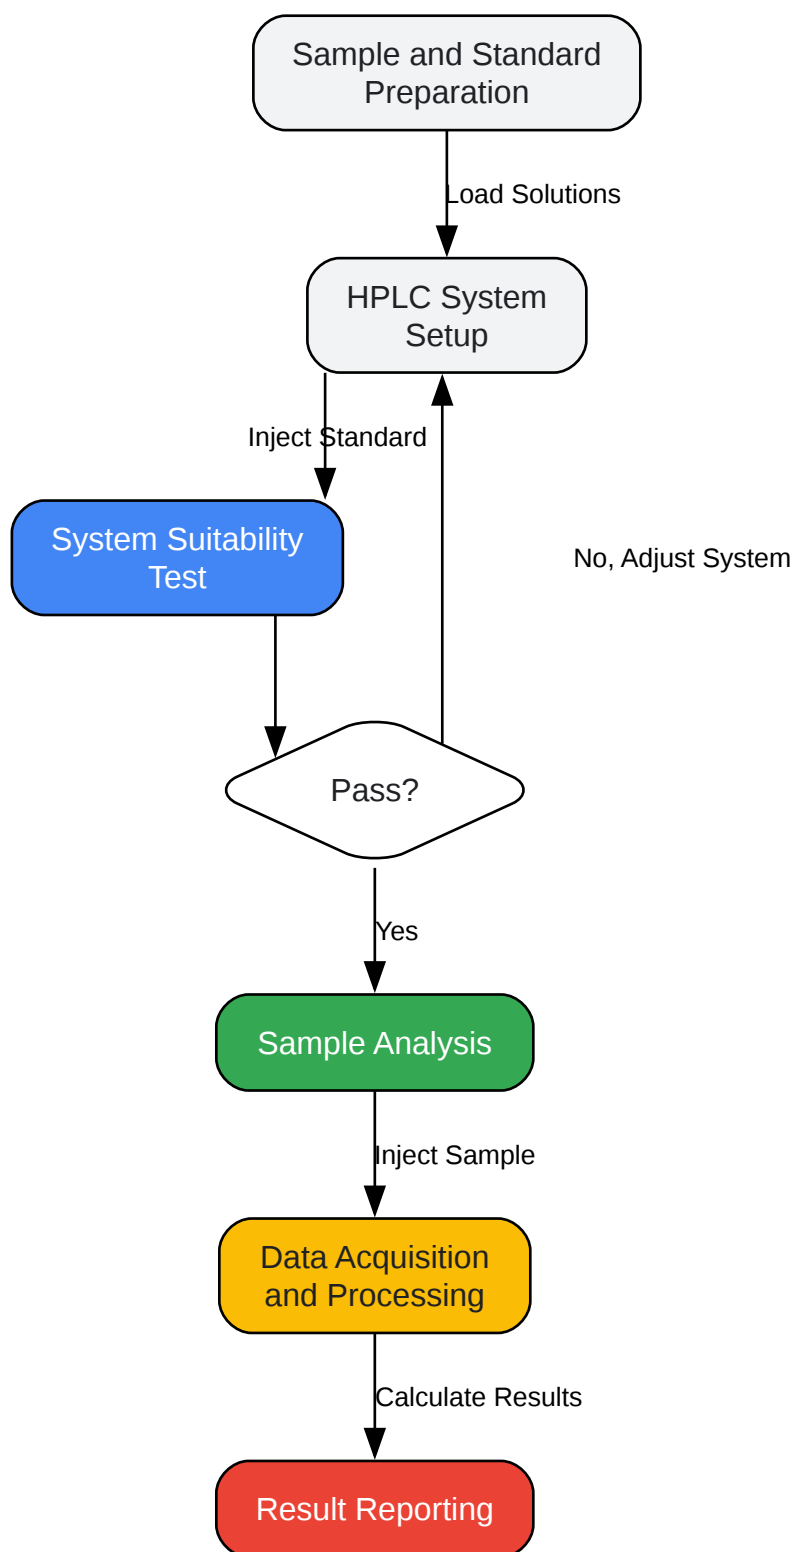 Sample and Standard
Preparation
Load Solutions
HPLC System
Setup
Inject Standard
System Suitability
Test
No, Adjust System
Pass?
Yes
Sample Analysis
Inject Sample
Data Acquisition
and Processing
Calculate Results
Result Reporting